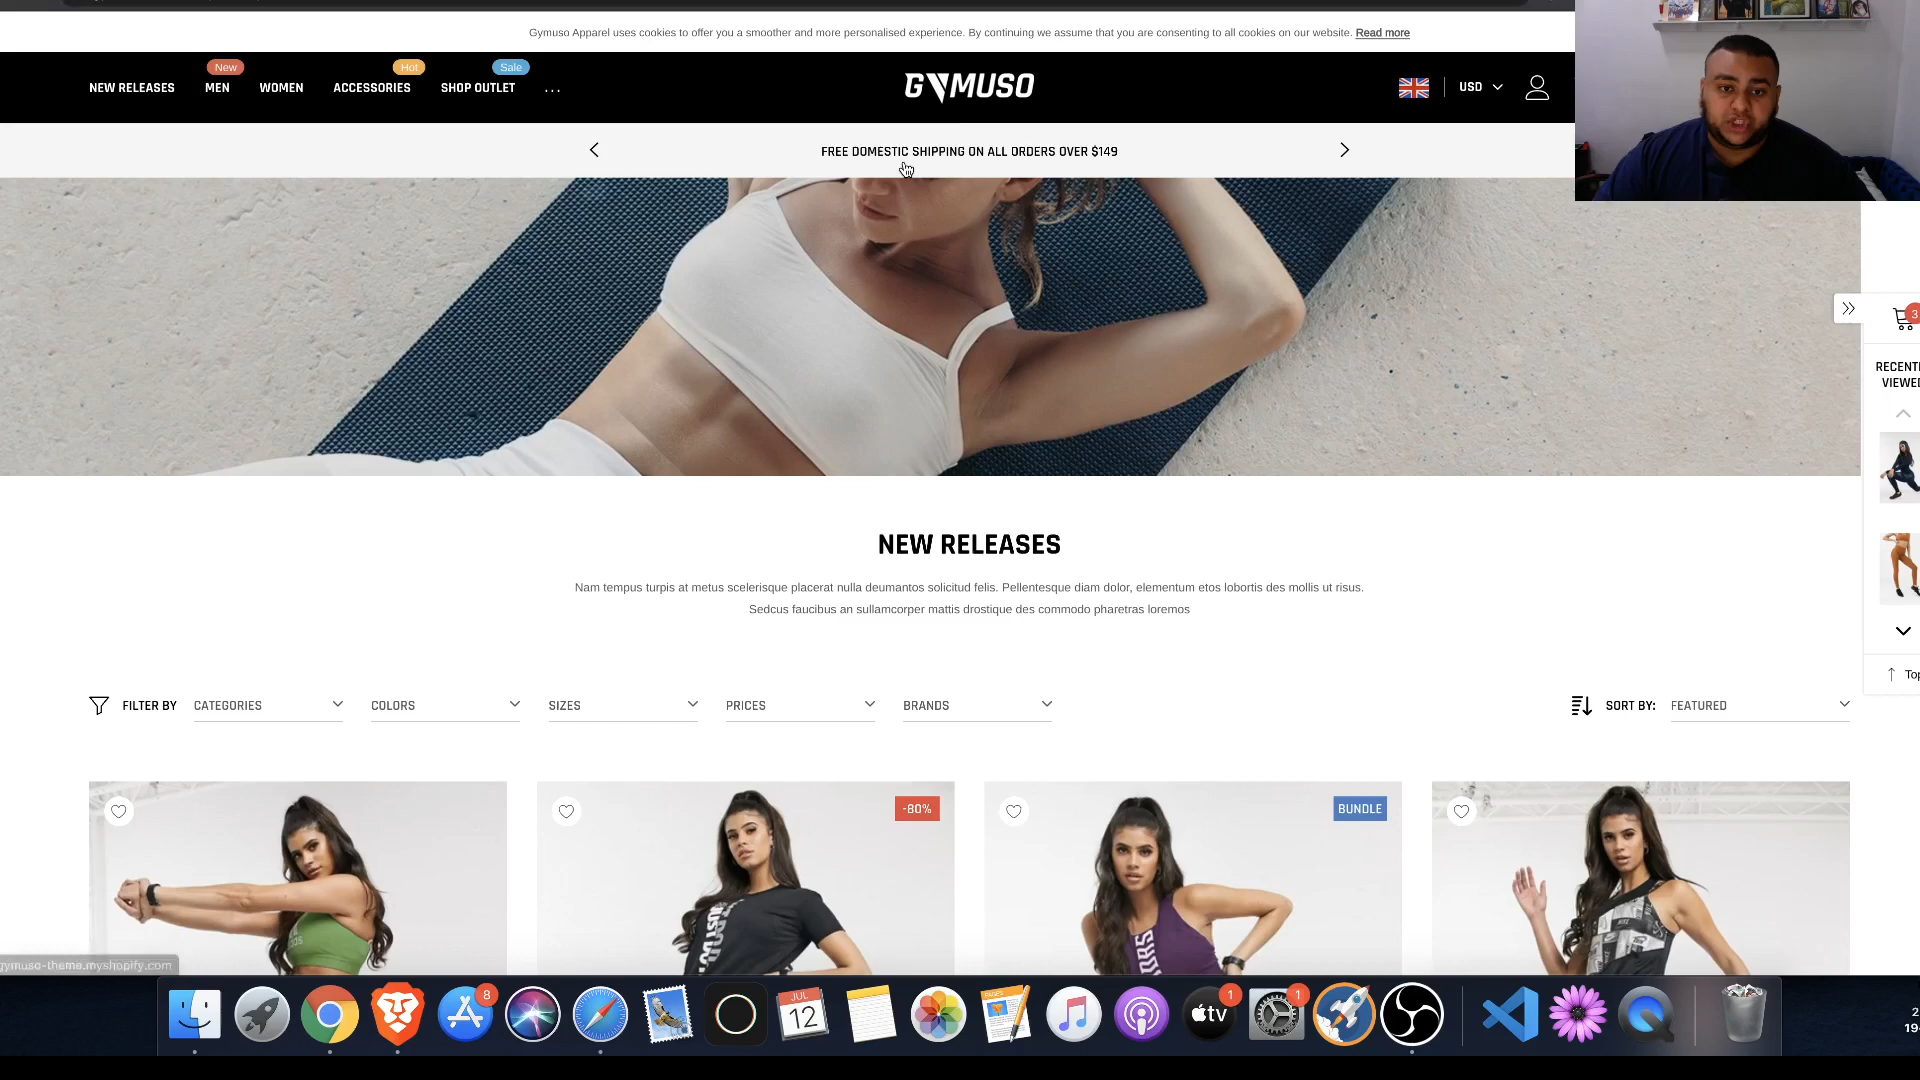 Gymuso Apparel uses cookies to offer you a smoother and more personalised experience. By continuing we assume that you are consenting to all cookies on our website. Read more
New
Hot
Sale
NEW RELEASES
MEN
WOMEN
ACCESSORIES
SHOP OUTLET
...
GYMUSO
USD
FREE DOMESTIC SHIPPING ON ALL ORDERS OVER $149
3
NEW RELEASES
Nam tempus turpis at metus scelerisque placerat nulla deumantos solicitud felis. Pellentesque diam dolor, elementum etos lobortis des mollis ut risus.
Sedcus faucibus an sullamcorper mattis drostique des commodo pharetras loremos
FILTER BY
CATEGORIES
COLORS
SIZES
PRICES
BRANDS
SORT BY:
FEATURED
-80%
BUNDLE
gymuso-theme.myshopify.com
8
JUL
12
PAGES
tv
1
1